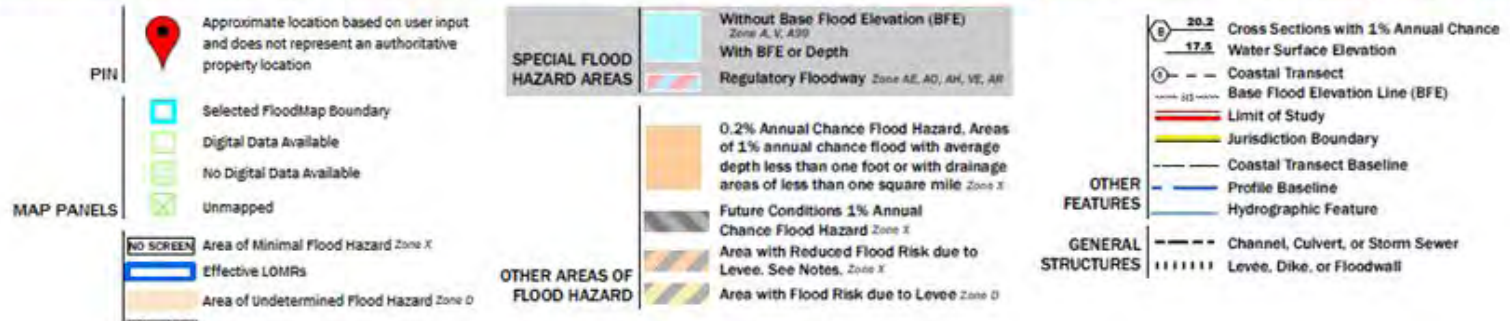 PIN
Approximate location based on user input
and does not represent an authoritative
property location
MAP PANELS
Selected FloodMap Boundary
Digital Data Available
No Digital Data Available
Unmapped
NO SCREEN Area of Minimal Flood Hazard Zone X
Effective LOMRs
Area of Undetermined Flood Hazard Zone D
SPECIAL FLOOD
HAZARD AREAS
Without Base Flood Elevation (BFE)
Zone A, V, A99
With BFE or Depth
Regulatory Floodway Zone AE, AO, AH, VE, AR
OTHER AREAS OF
FLOOD HAZARD
0.2% Annual Chance Flood Hazard, Areas
of 1% annual chance flood with average
depth less than one foot or with drainage
areas of less than one square mile Zone X
Future Conditions 1% Annual
Chance Flood Hazard Zone X
Area with Reduced Flood Risk due to
Levee. See Notes. Zone X
Area with Flood Risk due to Levee Zone D
OTHER
FEATURES
20.2 Cross Sections with 1% Annual Chance
17.5 Water Surface Elevation
Coastal Transect
Base Flood Elevation Line (BFE)
Limit of Study
Jurisdiction Boundary
Coastal Transect Baseline
Profile Baseline
Hydrographic Feature
GENERAL
STRUCTURES
Channel, Culvert, or Storm Sewer
Levee, Dike, or Floodwall